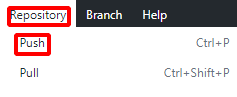 Repository Branch Help
Push Ctrl+P
Pull Ctrl+Shift+P